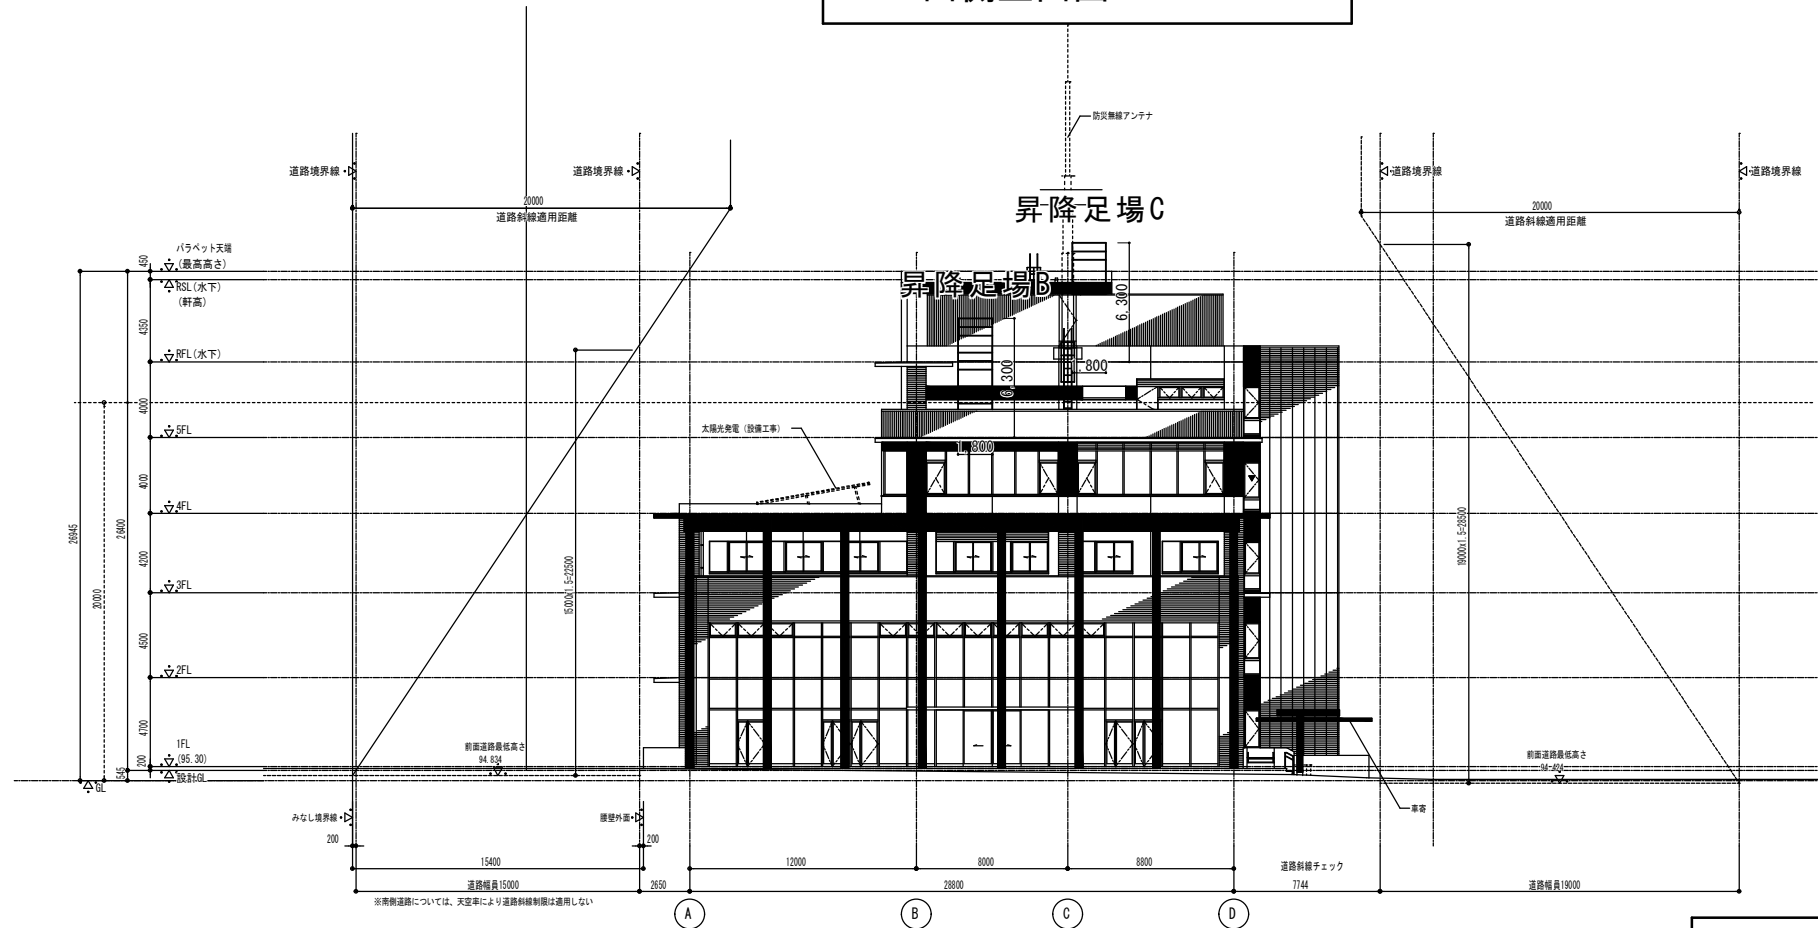 防災無線アンテナ
道路境界線
道路境界線
道路境界線
道路境界線
20000
道路斜線適用距離
昇降足場C
20000
道路斜線適用距離
パラペット天端
(最高高さ)
450
RSL(水下)
(軒高)
昇降足場B
6,300
4350
RFL(水下)
6,300
4000
5FL
太陽光発電(設備工事)
1,800
4000
4FL
26945
26400
20000
4200
15000x1.5=22500
19000x1.5=28500
3FL
4500
2FL
4700
1FL
(95.30)
200
545
設計GL
GL
前面道路最低高さ
94.834
前面道路最低高さ
94.424
車寄
みなし境界線
腰壁外面
200
200
15400
12000
8000
8800
道路斜線チェック
道路幅員15000
2650
28800
7744
道路幅員19000
※南側道路については、天空率により道路斜線制限は適用しない
A
B
C
D